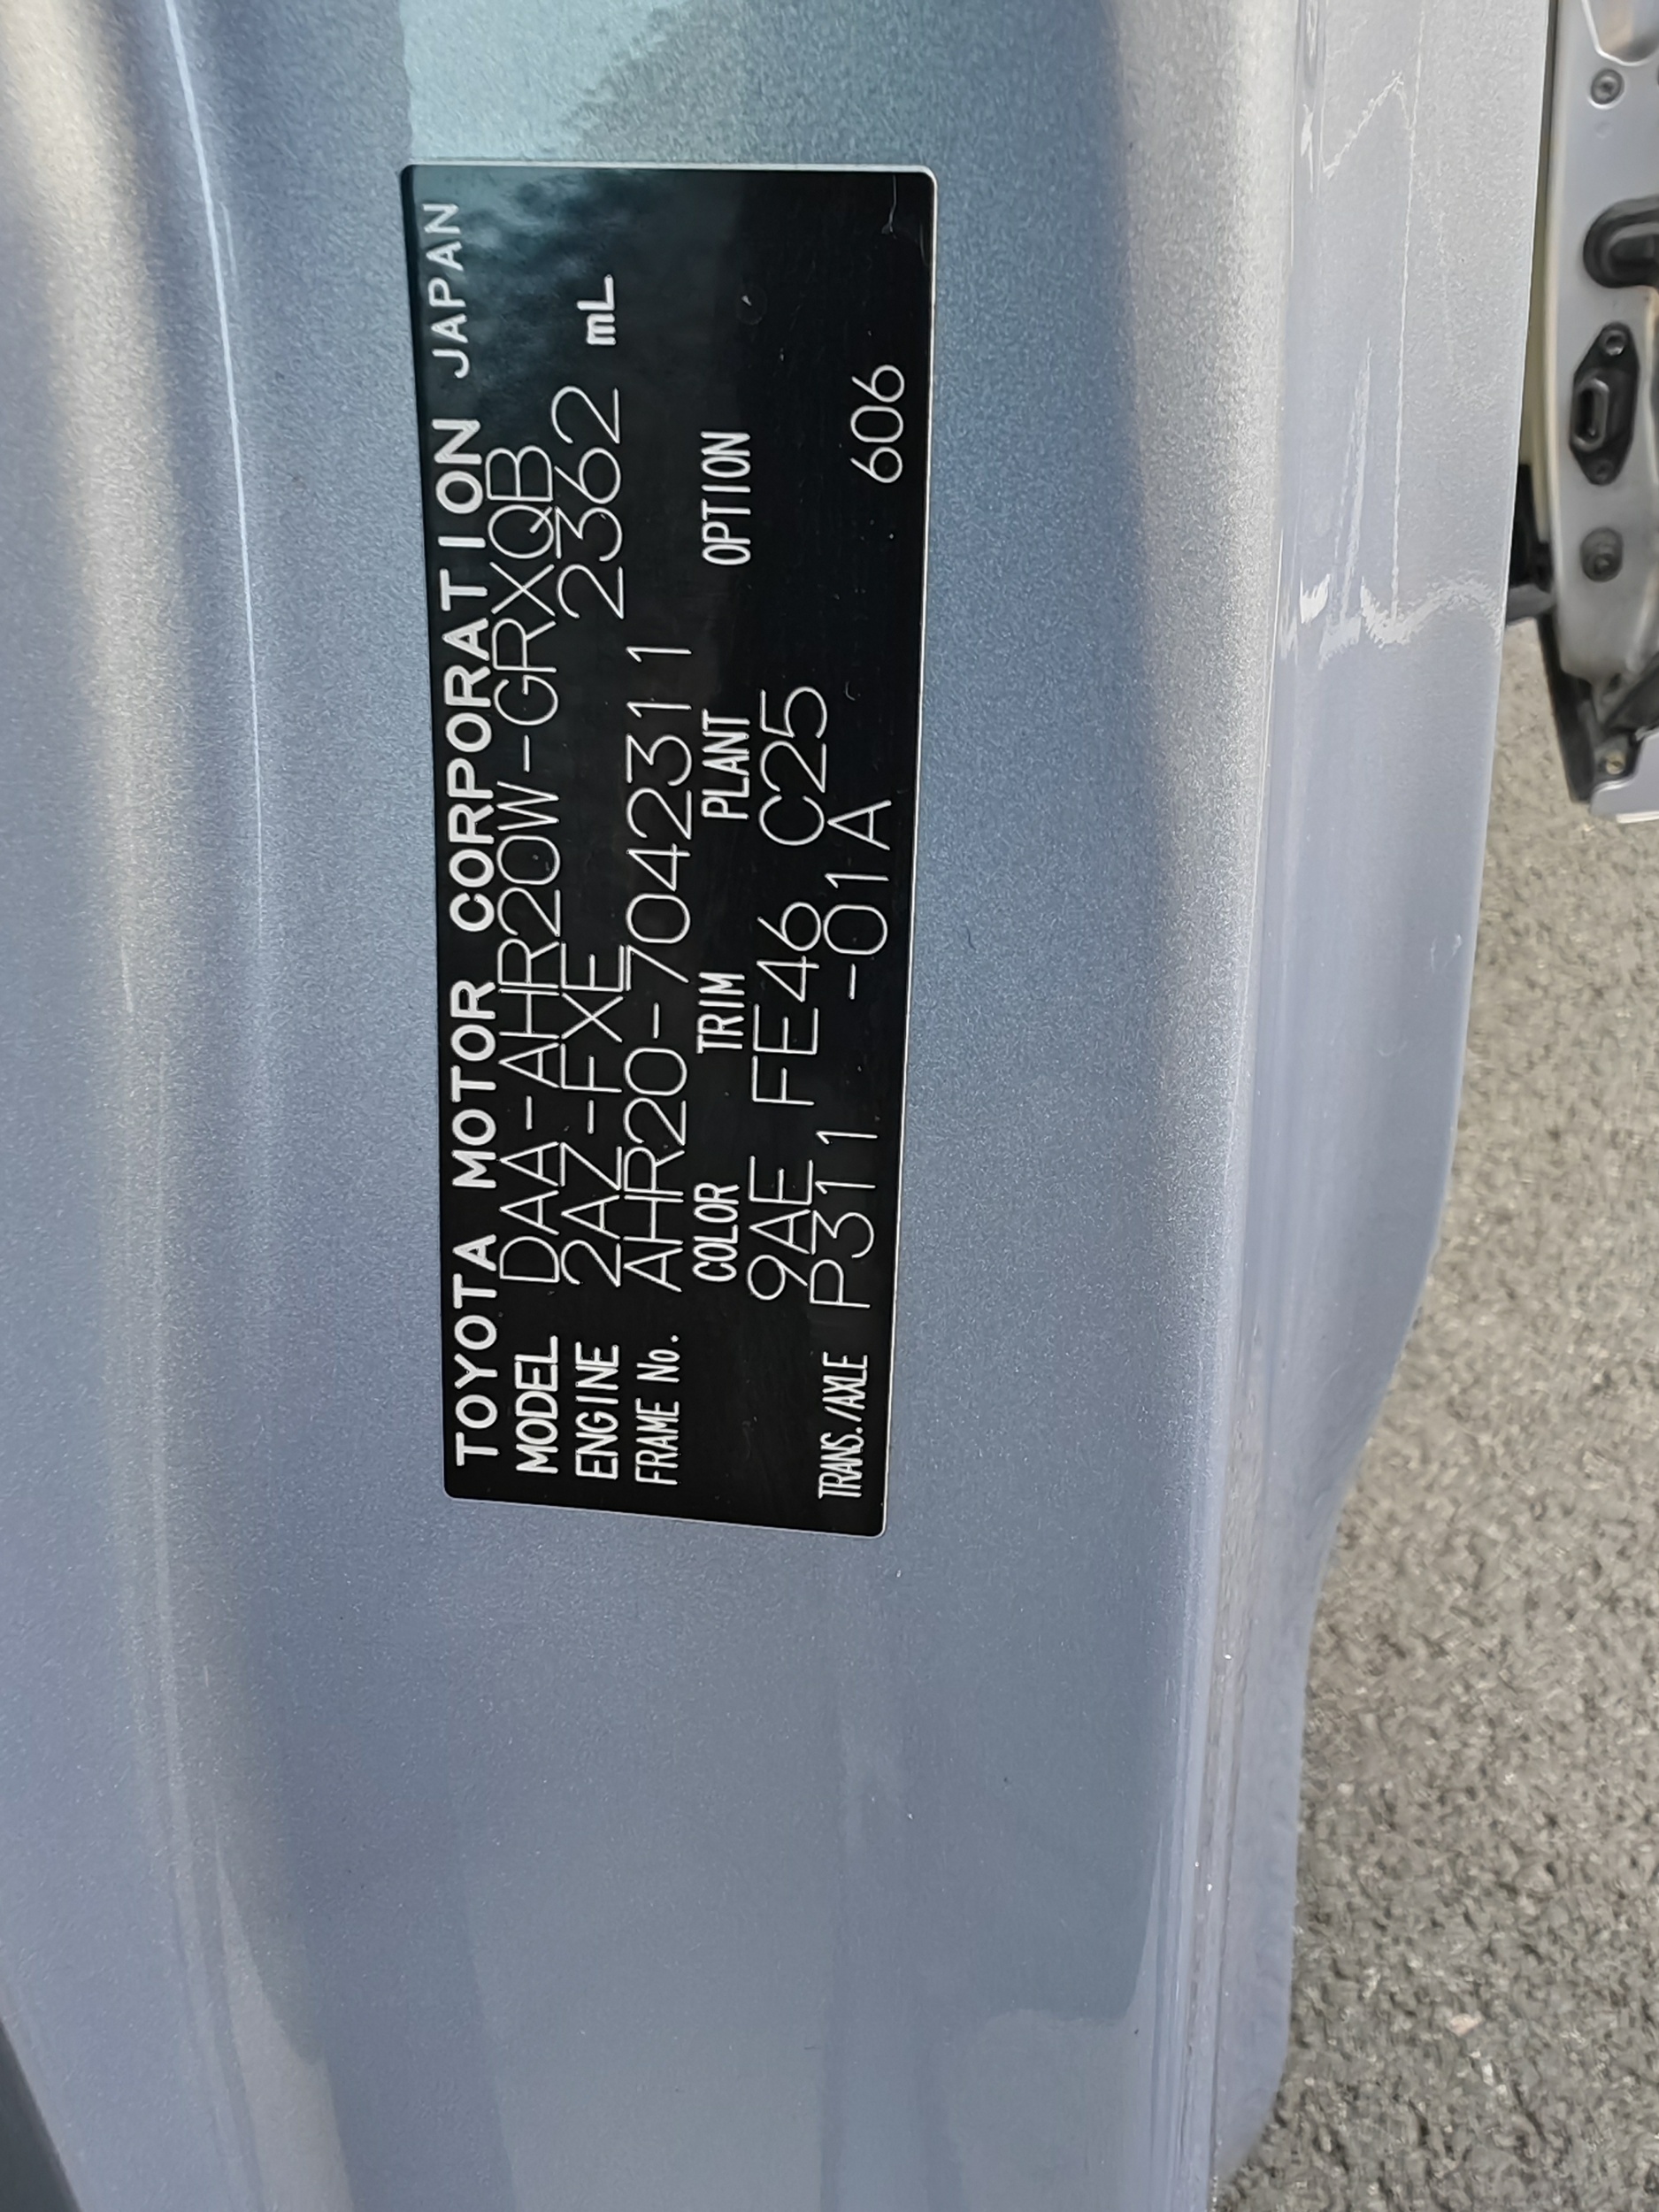 TOYOTA MOTOR CORPORATION JAPAN
MODEL DAA-AHR20W-GRXQB
ENGINE 2AZ-FXE 2362 mL
FRAME No. AHR20-7042311
COLOR TRIM PLANT OPTION
9AE FE46 C25
TRANS./AXLE P311 -01A 606